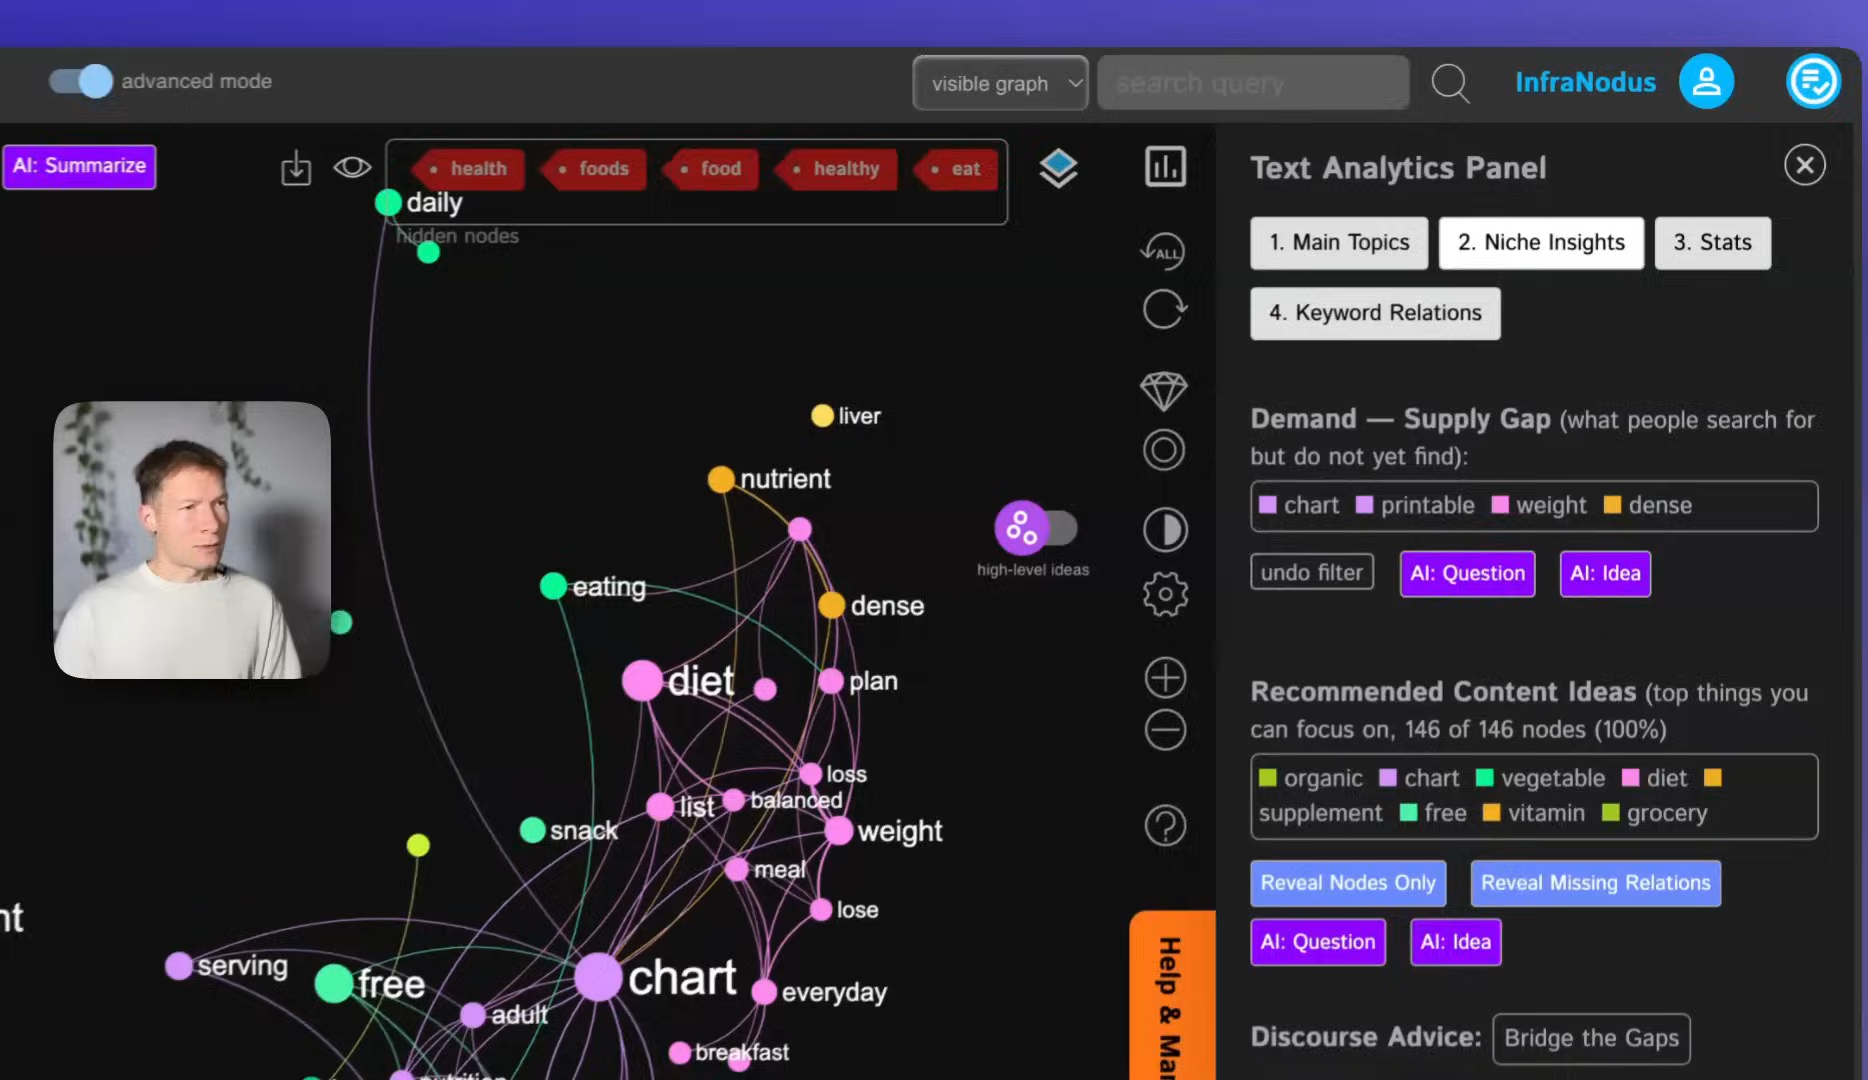 advanced mode
visible graph
search query
InfraNodus
AI: Summarize
health
foods
food
healthy
eat
hidden nodes
daily
liver
nutrient
eating
dense
diet
plan
loss
list
balanced
snack
weight
meal
lose
nt
serving
free
chart
everyday
adult
breakfast
high-level ideas
ALL
Help & Ma
Text Analytics Panel
1. Main Topics
2. Niche Insights
3. Stats
4. Keyword Relations
Demand — Supply Gap (what people search for
but do not yet find):
chart printable weight dense
undo filter
AI: Question
AI: Idea
Recommended Content Ideas (top things you
can focus on, 146 of 146 nodes (100%)
organic chart vegetable diet
supplement free vitamin grocery
Reveal Nodes Only
Reveal Missing Relations
AI: Question
AI: Idea
Discourse Advice: Bridge the Gaps